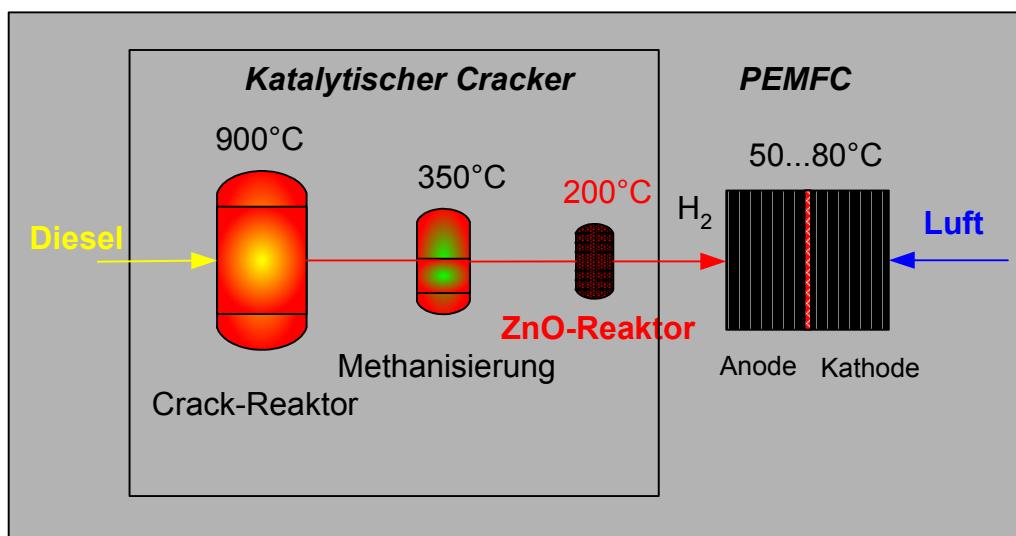 Katalytischer Cracker
PEMFC
900°C
50...80°C
350°C
200°C
H2
Diesel
Luft
ZnO-Reaktor
Methanisierung
Anode
Kathode
Crack-Reaktor